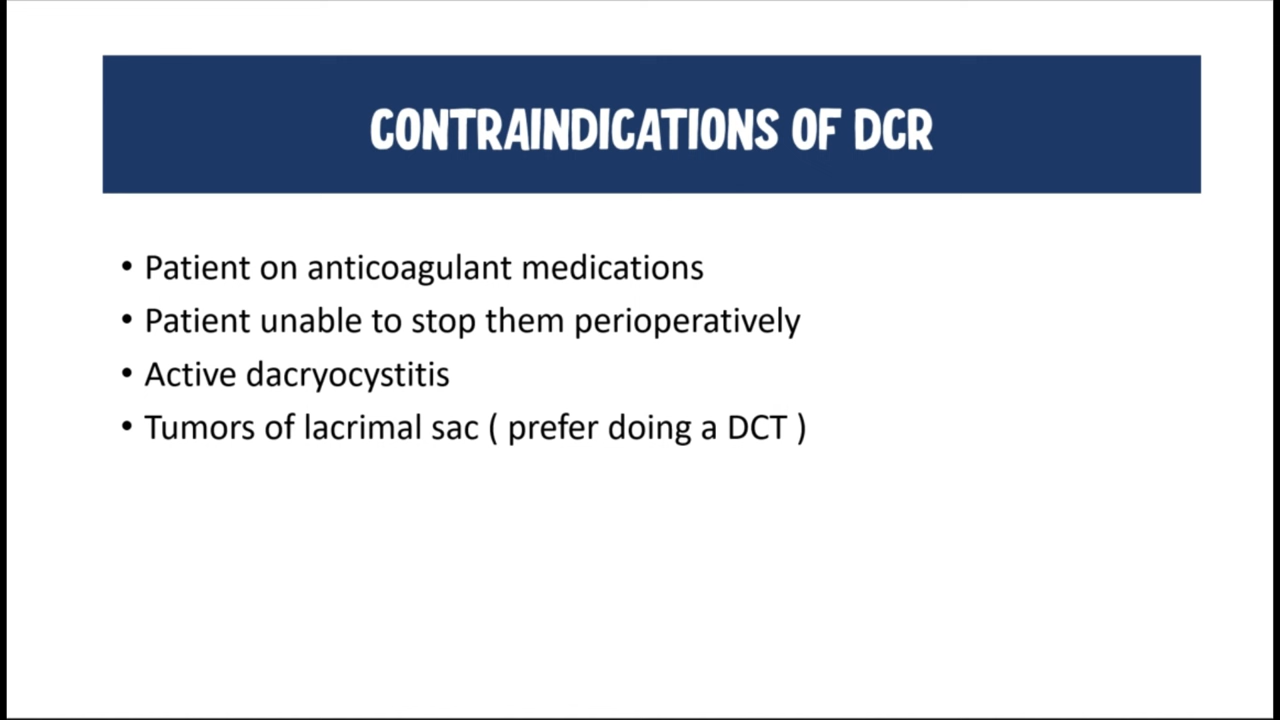 CONTRAINDICATIONS OF DCR
• Patient on anticoagulant medications
• Patient unable to stop them perioperatively
• Active dacryocystitis
• Tumors of lacrimal sac ( prefer doing a DCT )